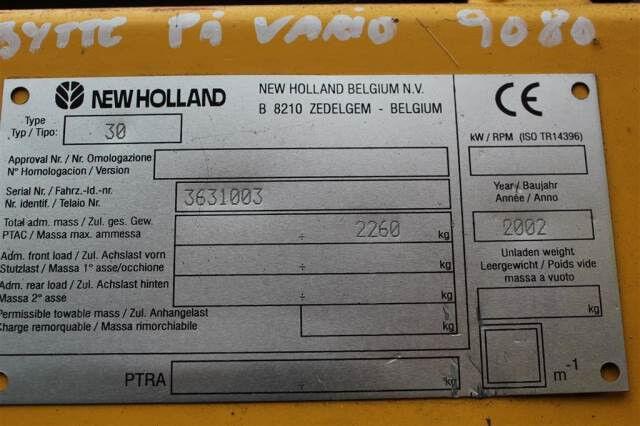 BYTTE På VARIO 9080
NEW HOLLAND
NEW HOLLAND BELGIUM N.V.
B 8210 ZEDELGEM - BELGIUM
CE
Type
Typ / Tipo:
30
kW / RPM (ISO TR14396)
Approval Nr / Nr. Omologazione
N° Homologacion / Version
Serial Nr. / Fahrz.-Id.-nr.
Nr. identif. / Telaio Nr.
3631003
Year / Baujahr
Année / Anno
2002
Total adm. mass / Zul. ges. Gew.
PTAC / Massa max. ammessa
÷ 2260 kg
Unladen weight
Leergewicht / Poids vide
massa a vuoto
kg
Adm. front load / Zul. Achslast vorn
Stutzlast / Massa 1° asse/occhione
÷ kg
Adm. rear load / Zul. Achslast hinten
Massa 2° asse
÷ kg
Permissible towable mass / Zul. Anhangelast
Charge remorquable / Massa rimorchiabile
kg
PTRA
÷ kg
m-1